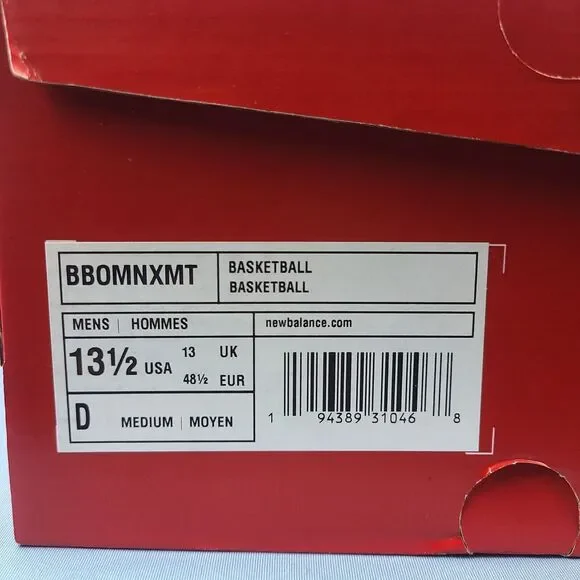 BBOMNXMT
BASKETBALL
BASKETBALL
MENS | HOMMES
newbalance.com
13½ USA
13 UK
48½ EUR
D MEDIUM | MOYEN
1 94389 31046 8